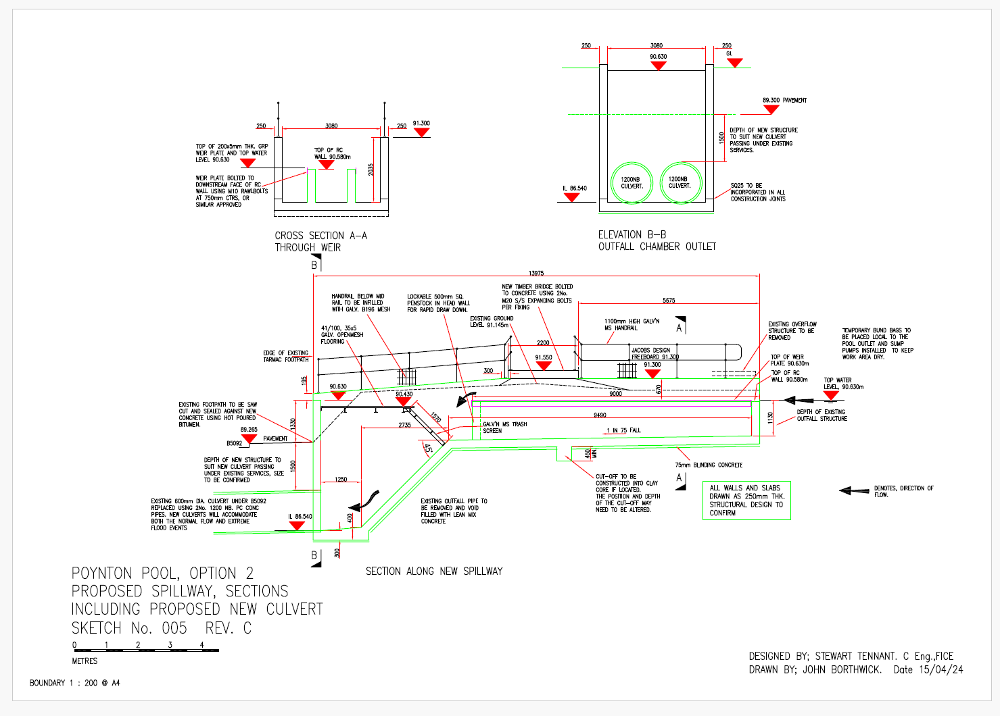 250
3080
250
GL
90.630
89.300 PAVEMENT
DEPTH OF NEW STRUCTURE
TO SUIT NEW CULVERT
PASSING UNDER EXISTING
SERVICES.
1500
1200NB
CULVERT.
1200NB
CULVERT.
IL 86.540
SQ25 TO BE
INCORPORATED IN ALL
CONSTRUCTION JOINTS
ELEVATION B-B
OUTFALL CHAMBER OUTLET
250
3080
250
91.300
TOP OF 200x5mm THK. GRP
WEIR PLATE AND TOP WATER
LEVEL 90.630
TOP OF RC
WALL 90.580m
2035
WEIR PLATE BOLTED TO
DOWNSTREAM FACE OF RC
WALL USING M10 RAWLBOLTS
AT 750mm CTRS, OR
SIMILAR APPROVED
CROSS SECTION A-A
THROUGH WEIR
B
13975
HANDRAIL BELOW MID
RAIL TO BE INFILLED
WITH GALV. B196 MESH
LOCKABLE 500mm SQ.
PENSTOCK IN HEAD WALL
FOR RAPID DRAW DOWN.
NEW TIMBER BRIDGE BOLTED
TO CONCRETE USING 2No.
M20 S/S EXPANDING BOLTS
PER FIXING
5675
EXISTING GROUND
LEVEL 91.145m
1100mm HIGH GALV'N
MS HANDRAIL
A
EXISTING OVERFLOW
STRUCTURE TO BE
REMOVED
TEMPORARY BUND BAGS TO
BE PLACED LOCAL TO THE
POOL OUTLET AND SUMP
PUMPS INSTALLED TO KEEP
WORK AREA DRY.
41/100, 35x5
GALV. OPENMESH
FLOORING
EDGE OF EXISTING
TARMAC FOOTPATH
2200
91.550
300
JACOBS DESIGN
FREEBOARD 91.300
91.300
TOP OF WEIR
PLATE 90.630m
TOP OF RC
WALL 90.580m
TOP WATER
LEVEL, 90.630m
195
90.630
90.430
670
9000
EXISTING FOOTPATH TO BE SAW
CUT AND SEALED AGAINST NEW
CONCRETE USING HOT POURED
BITUMEN.
1330
1570
2735
GALV'N MS TRASH
SCREEN
9490
1 IN 75 FALL
1130
DEPTH OF EXISTING
OUTFALL STRUCTURE
89.265
PAVEMENT
B5092
45°
450
MIN.
75mm BLINDING CONCRETE
DEPTH OF NEW STRUCTURE TO
SUIT NEW CULVERT PASSING
UNDER EXISTING SERVICES, SIZE
TO BE CONFIRMED
1500
1250
CUT-OFF TO BE
CONSTRUCTED INTO CLAY
CORE IF LOCATED.
THE POSITION AND DEPTH
OF THE CUT-OFF MAY
NEED TO BE ALTERED.
A
ALL WALLS AND SLABS
DRAWN AS 250mm THK.
STRUCTURAL DESIGN TO
CONFIRM
DENOTES, DIRECTION OF
FLOW.
EXISTING 600mm DIA. CULVERT UNDER B5092
REPLACED USING 2No. 1200 NB. PC CONC
PIPES. NEW CULVERTS WILL ACCOMMODATE
BOTH THE NORMAL FLOW AND EXTREME
FLOOD EVENTS
IL 86.540
400
EXISTING OUTFALL PIPE TO
BE REMOVED AND VOID
FILLED WITH LEAN MIX
CONCRETE
300
B
SECTION ALONG NEW SPILLWAY
POYNTON POOL, OPTION 2
PROPOSED SPILLWAY, SECTIONS
INCLUDING PROPOSED NEW CULVERT
SKETCH No. 005 REV. C
0 1 2 3 4
METRES
BOUNDARY 1 : 200 @ A4
DESIGNED BY; STEWART TENNANT. C Eng.,FICE
DRAWN BY; JOHN BORTHWICK. Date 15/04/24